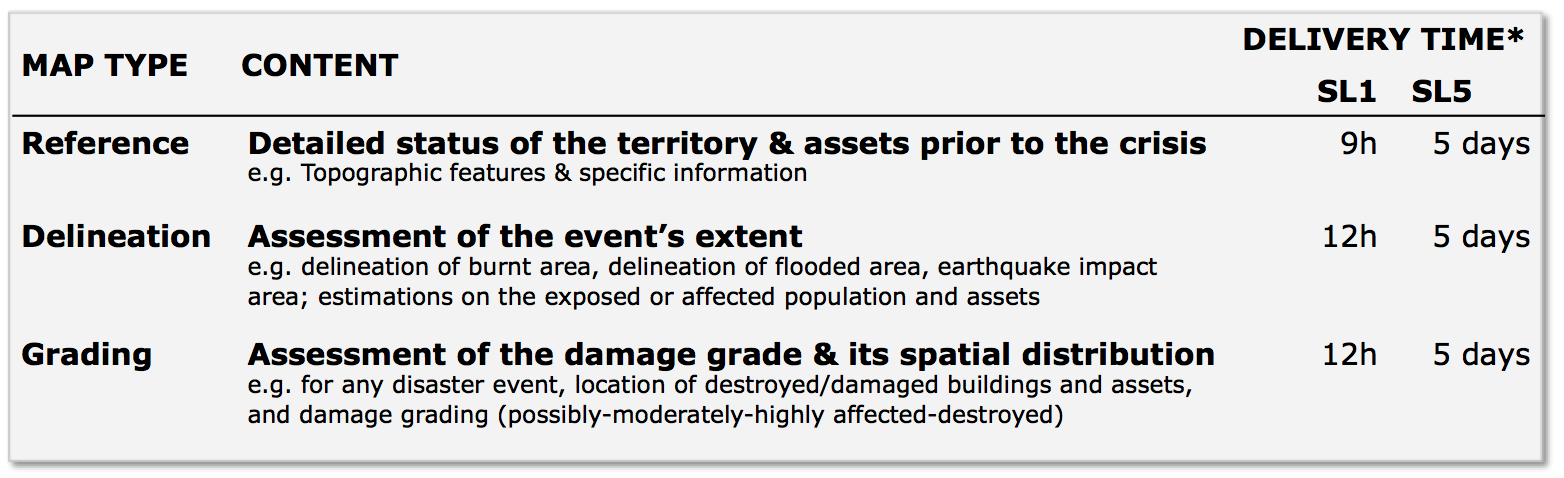 MAP TYPE CONTENT DELIVERY TIME*
SL1 SL5
Reference Detailed status of the territory & assets prior to the crisis 9h 5 days
e.g. Topographic features & specific information
Delineation Assessment of the event’s extent 12h 5 days
e.g. delineation of burnt area, delineation of flooded area, earthquake impact
area; estimations on the exposed or affected population and assets
Grading Assessment of the damage grade & its spatial distribution 12h 5 days
e.g. for any disaster event, location of destroyed/damaged buildings and assets,
and damage grading (possibly-moderately-highly affected-destroyed)